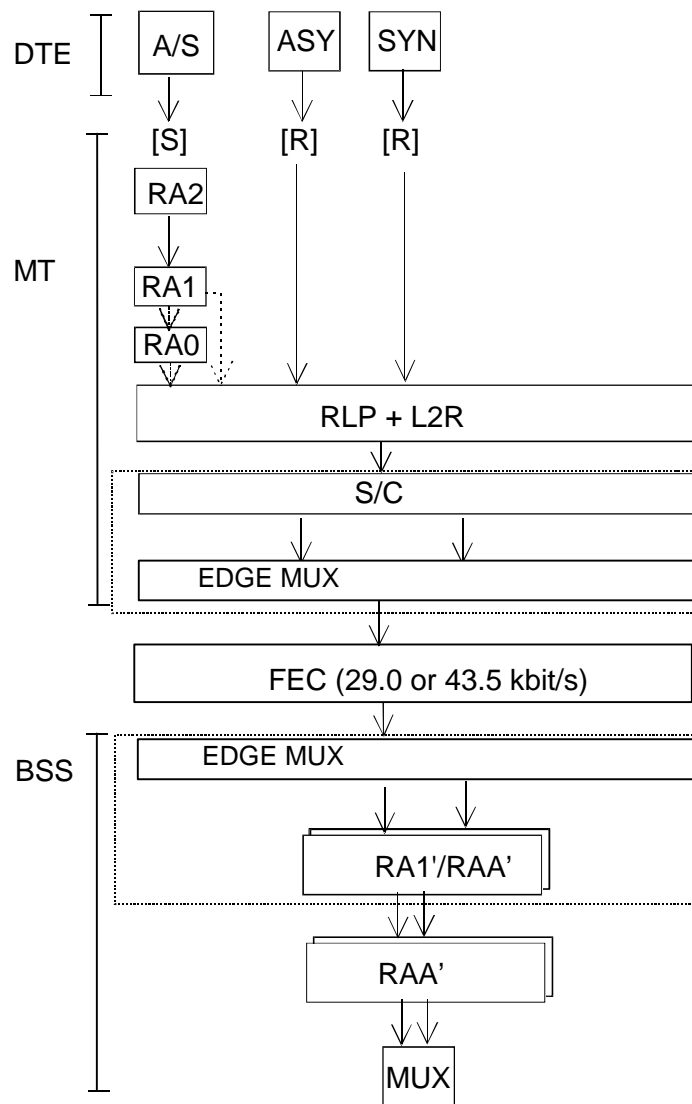 DTE
A/S
ASY
SYN
[S]
[R]
[R]
RA2
MT
RA1
RA0
RLP + L2R
S/C
EDGE MUX
FEC (29.0 or 43.5 kbit/s)
EDGE MUX
BSS
RA1'/RAA’
RAA’
MUX